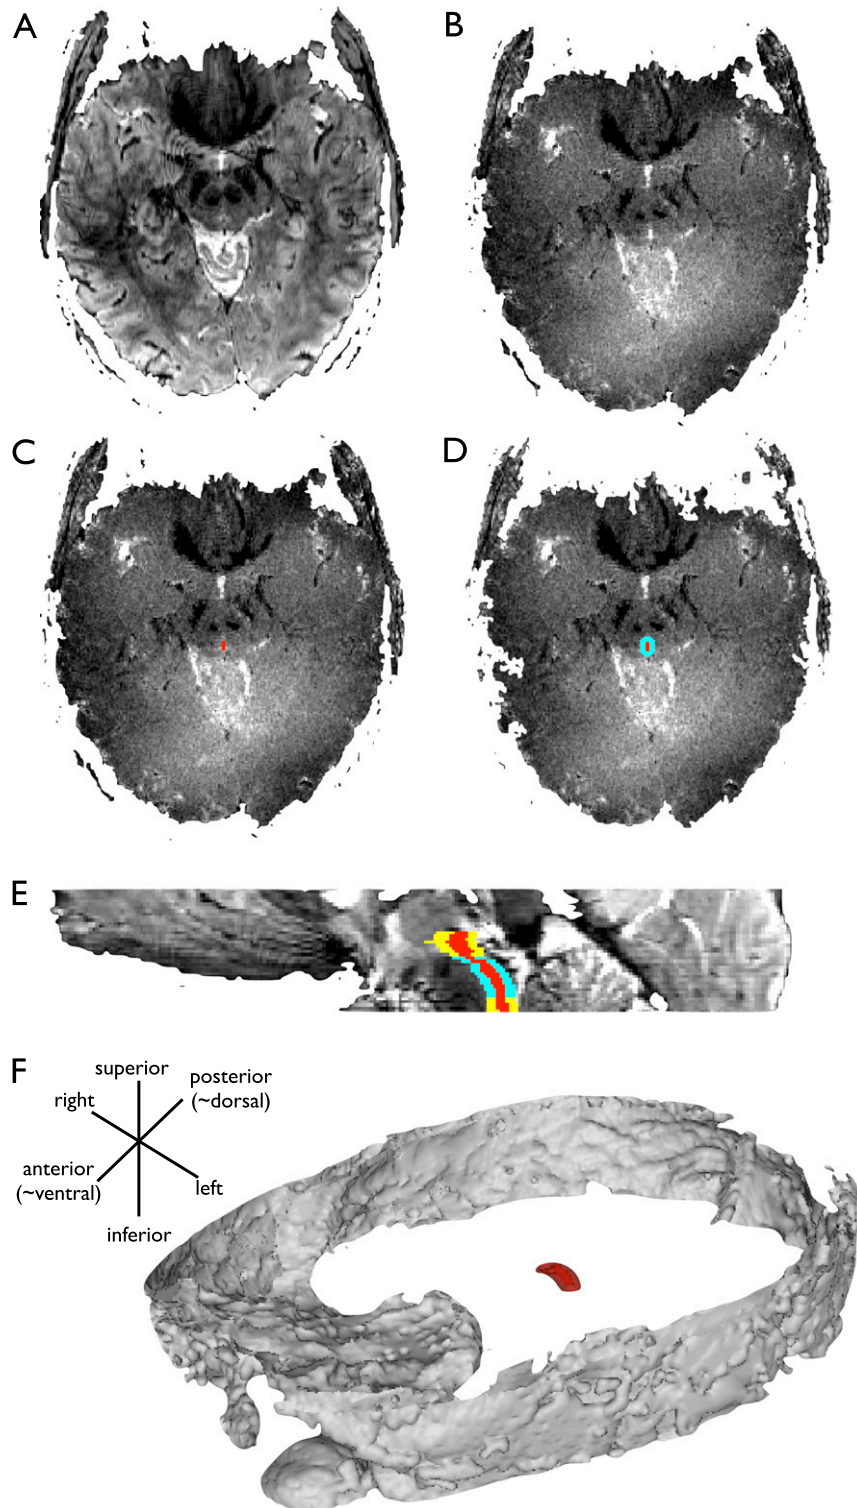 A
B
C
D
E
F
superior
posterior
(~dorsal)
right
anterior
(~ventral)
left
inferior